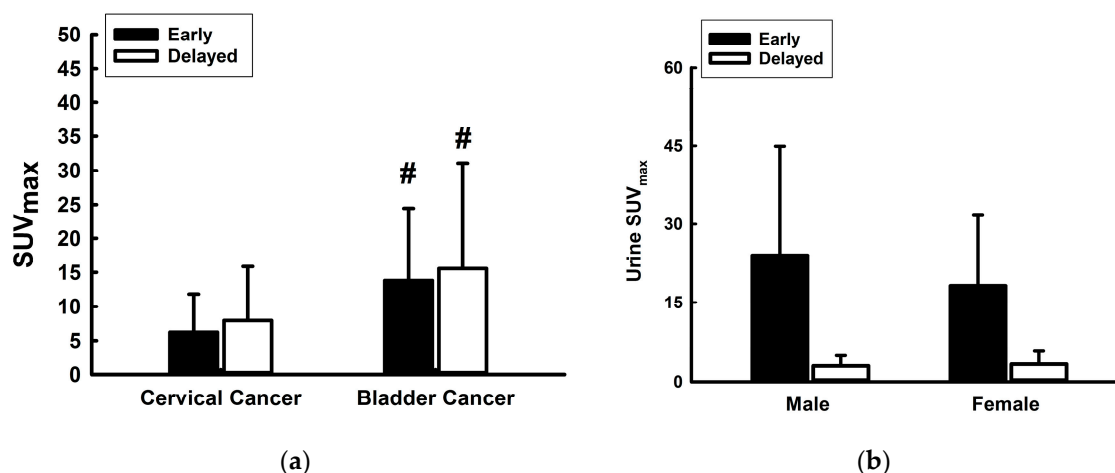 Early
Delayed
50
45
40
35
30
25
20
15
10
5
0
SUVmax
#
#
Cervical Cancer
Bladder Cancer
(a)
Early
Delayed
60
45
30
15
0
Urine SUVmax
Male
Female
(b)